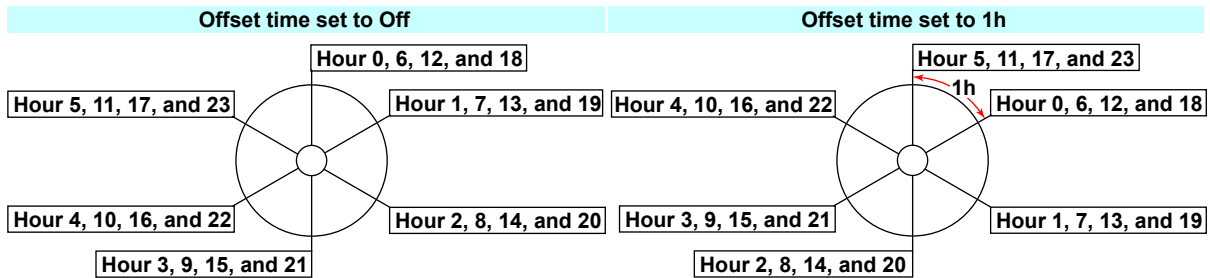 Offset time set to Off
Hour 0, 6, 12, and 18
Hour 5, 11, 17, and 23
Hour 1, 7, 13, and 19
Hour 4, 10, 16, and 22
Hour 2, 8, 14, and 20
Hour 3, 9, 15, and 21
Offset time set to 1h
Hour 5, 11, 17, and 23
1h
Hour 4, 10, 16, and 22
Hour 0, 6, 12, and 18
Hour 3, 9, 15, and 21
Hour 1, 7, 13, and 19
Hour 2, 8, 14, and 20